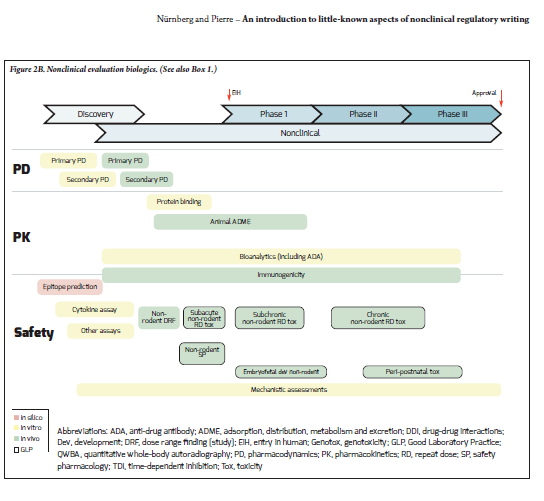 Nürnberg and Pierre – An introduction to little-known aspects of nonclinical regulatory writing
Figure 2B. Nonclinical evaluation biologics. (See also Box 1.)
EIH
Approval
Discovery
Phase 1
Phase II
Phase III
Nonclinical
PD
Primary PD
Primary PD
Secondary PD
Secondary PD
Protein binding
PK
Animal ADME
Bioanalytics (including ADA)
Immunogenicity
Epitope prediction
Safety
Cytokine assay
Other assays
Non-
rodent DRF
Subacute
non-rodent
RD tox
Subchronic
non-rodent RD tox
Chronic
non-rodent RD tox
Non-rodent
SP
Embryofetal dev non-rodent
Peri-postnatal tox
Mechanistic assessments
In silico
In vitro
In vivo
GLP
Abbreviations: ADA, anti-drug antibody; ADME, adsorption, distribution, metabolism and excretion; DDI, drug-drug interactions;
Dev, development; DRF, dose range finding (study); EIH, entry in human; Genotox, genotoxicity; GLP, Good Laboratory Practice;
QWBA, quantitative whole-body autoradiography; PD, pharmacodynamics; PK, pharmacokinetics; RD, repeat dose; SP, safety
pharmacology; TDI, time-dependent inhibition; Tox, toxicity